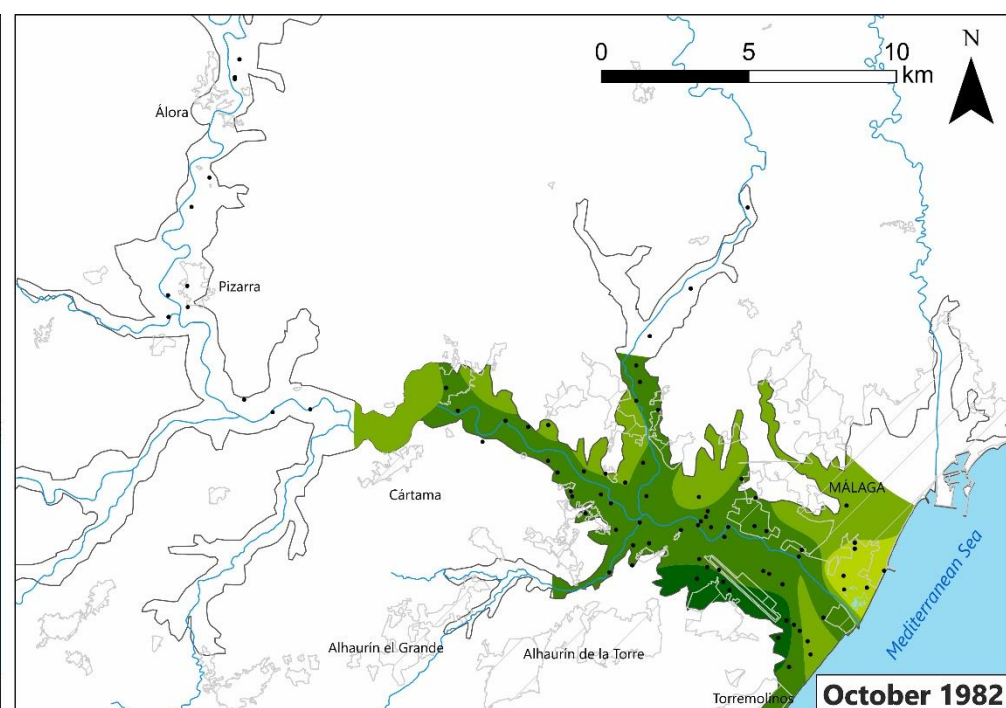 0 5 10
km
N
Álora
Pizarra
Cártama
MÁLAGA
Mediterranean Sea
Alhaurín el Grande
Alhaurín de la Torre
Torremolinos
October 1982